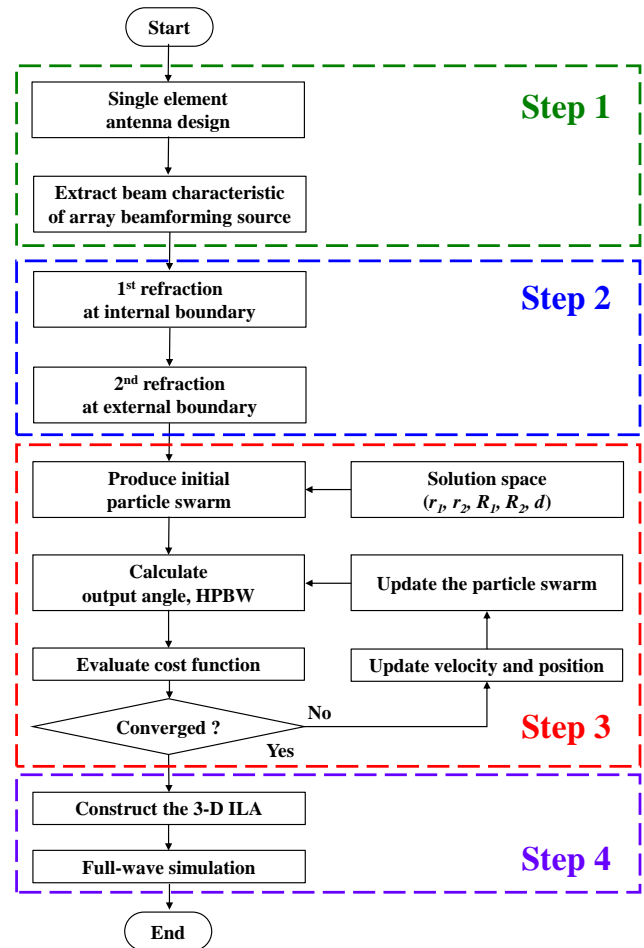 Start
Single element
antenna design
Step 1
Extract beam characteristic
of array beamforming source
1st refraction
at internal boundary
Step 2
2nd refraction
at external boundary
Produce initial
particle swarm
Solution space
(r1, r2, R1, R2, d)
Calculate
output angle, HPBW
Update the particle swarm
Evaluate cost function
Update velocity and position
Converged ?
No
Yes
Step 3
Construct the 3-D ILA
Full-wave simulation
Step 4
End